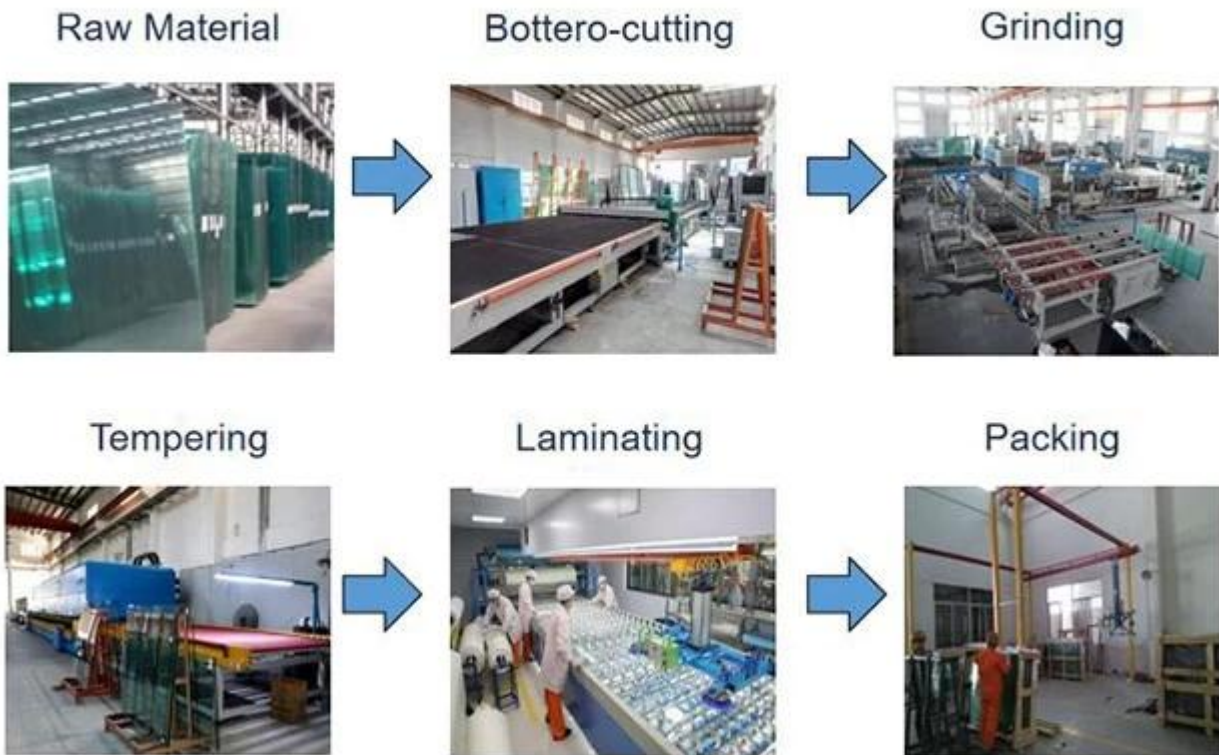 Raw Material
Bottero-cutting
Grinding
Tempering
Laminating
Packing